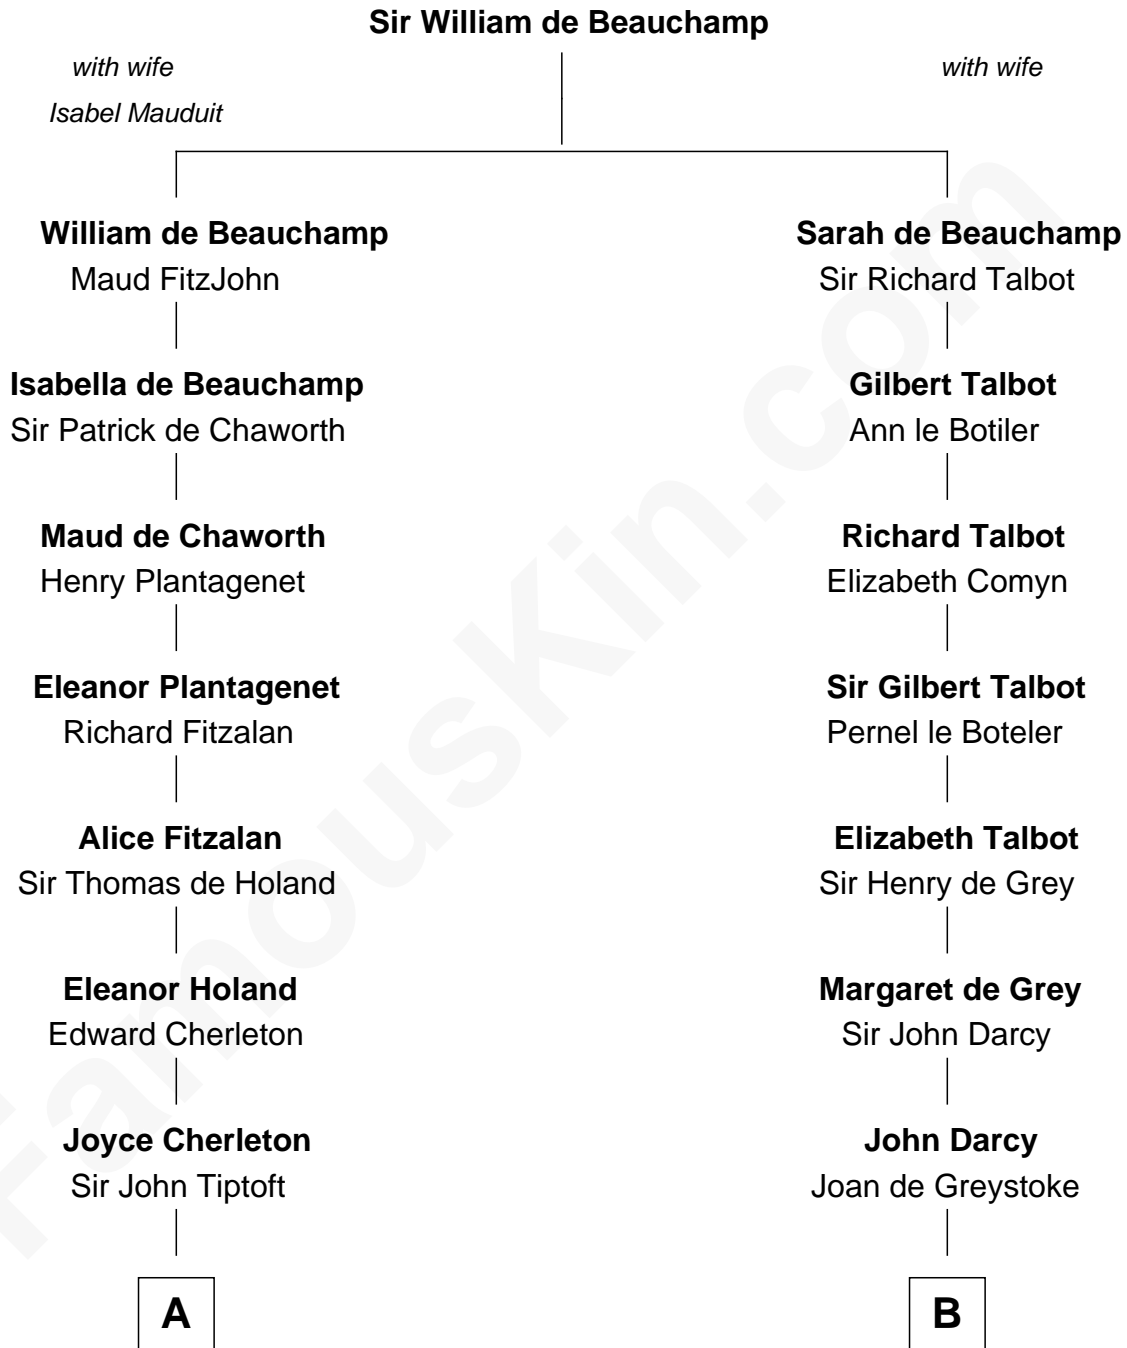 Sir William de Beauchamp
with wife
Isabel Mauduit
with wife
William de Beauchamp
Maud FitzJohn
Sarah de Beauchamp
Sir Richard Talbot
Isabella de Beauchamp
Sir Patrick de Chaworth
Gilbert Talbot
Ann le Botiler
Maud de Chaworth
Henry Plantagenet
Richard Talbot
Elizabeth Comyn
Eleanor Plantagenet
Richard Fitzalan
Sir Gilbert Talbot
Pernel le Boteler
Alice Fitzalan
Sir Thomas de Holand
Elizabeth Talbot
Sir Henry de Grey
Eleanor Holand
Edward Cherleton
Margaret de Grey
Sir John Darcy
Joyce Cherleton
Sir John Tiptoft
John Darcy
Joan de Greystoke
A
B
FamousKin.com